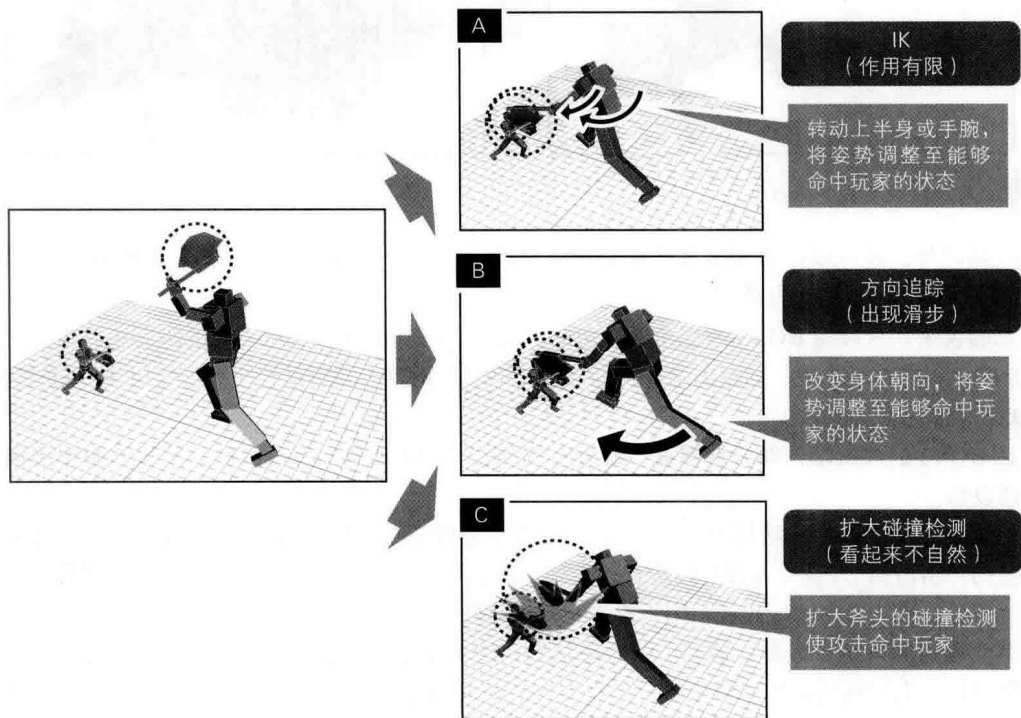 A
IK
（作用有限）
转动上半身或手腕，
将姿势调整至能够
命中玩家的状态
B
方向追踪
（出现滑步）
改变身体朝向，将姿
势调整至能够命中玩
家的状态
C
扩大碰撞检测
（看起来不自然）
扩大斧头的碰撞检测
使攻击命中玩家